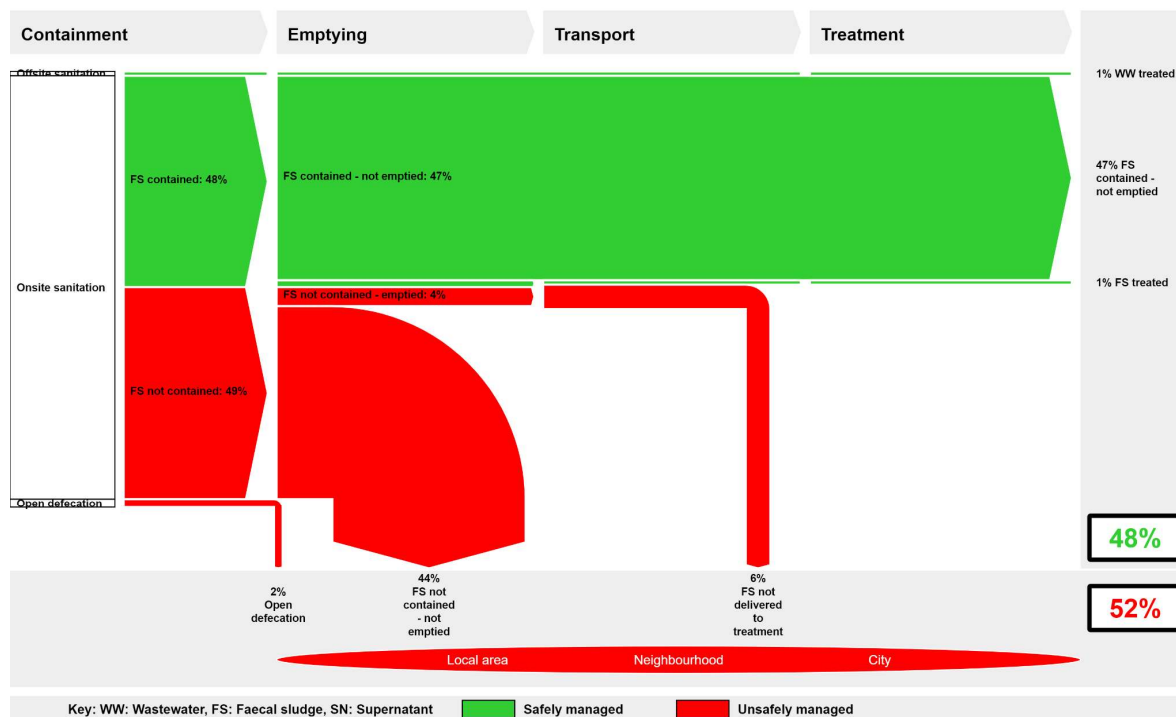 Containment
Emptying
Transport
Treatment
Offsite sanitation
1% WW treated
FS contained: 48%
FS contained - not emptied: 47%
47% FS
contained -
not emptied
Onsite sanitation
FS not contained - emptied: 4%
1% FS treated
FS not contained: 49%
Open defecation
48%
2%
Open
defecation
44%
FS not
contained
- not
emptied
6%
FS not
delivered
to
treatment
52%
Local area
Neighbourhood
City
Key: WW: Wastewater, FS: Faecal sludge, SN: Supernatant
Safely managed
Unsafely managed